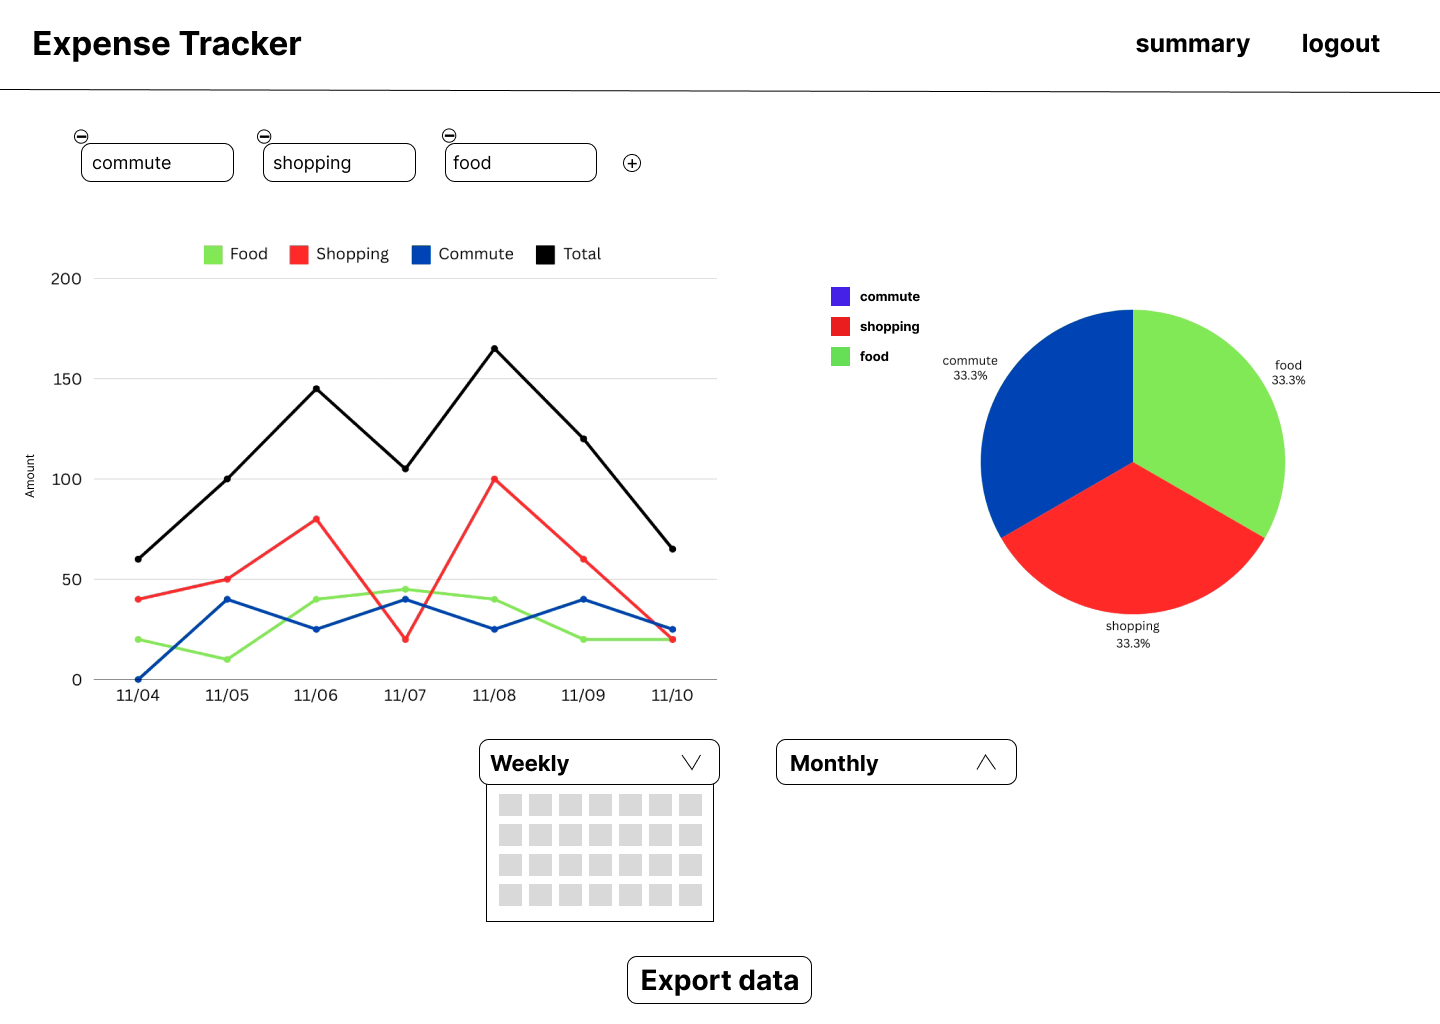 Expense Tracker
summary
logout
commute
shopping
food
Food
Shopping
Commute
Total
200
150
100
50
0
Amount
11/04
11/05
11/06
11/07
11/08
11/09
11/10
commute
shopping
food
commute
33.3%
food
33.3%
shopping
33.3%
Weekly
Monthly
Export data